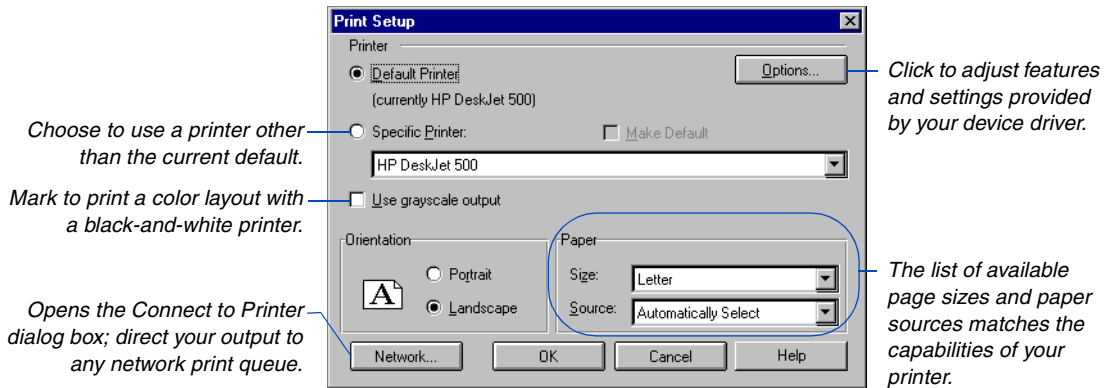 Print Setup
Printer
Default Printer
Options...
(currently HP DeskJet 500)
Click to adjust features
and settings provided
by your device driver.
Choose to use a printer other
than the current default.
Specific Printer:
Make Default
HP DeskJet 500
Mark to print a color layout with
a black-and-white printer.
Use grayscale output
Orientation
A
Portrait
Landscape
Paper
Size:
Letter
Source:
Automatically Select
The list of available
page sizes and paper
sources matches the
capabilities of your
printer.
Opens the Connect to Printer
dialog box; direct your output to
any network print queue.
Network...
OK
Cancel
Help